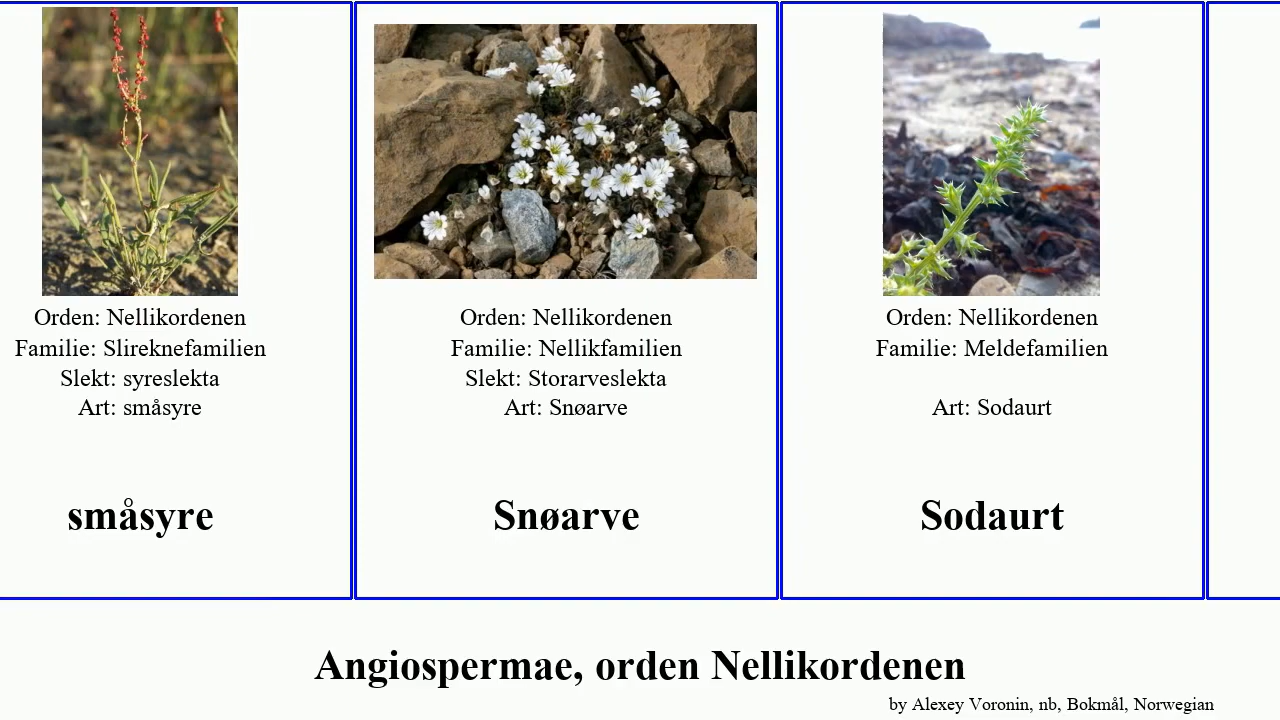 Orden: Nellikordenen
Familie: Slireknefamilien
Slekt: syreslekta
Art: småsyre
småsyre
Orden: Nellikordenen
Familie: Nellikfamilien
Slekt: Storarveslekta
Art: Snøarve
Snøarve
Orden: Nellikordenen
Familie: Meldefamilien
Art: Sodaurt
Sodaurt
Angiospermae, orden Nellikordenen
by Alexey Voronin, nb, Bokmål, Norwegian